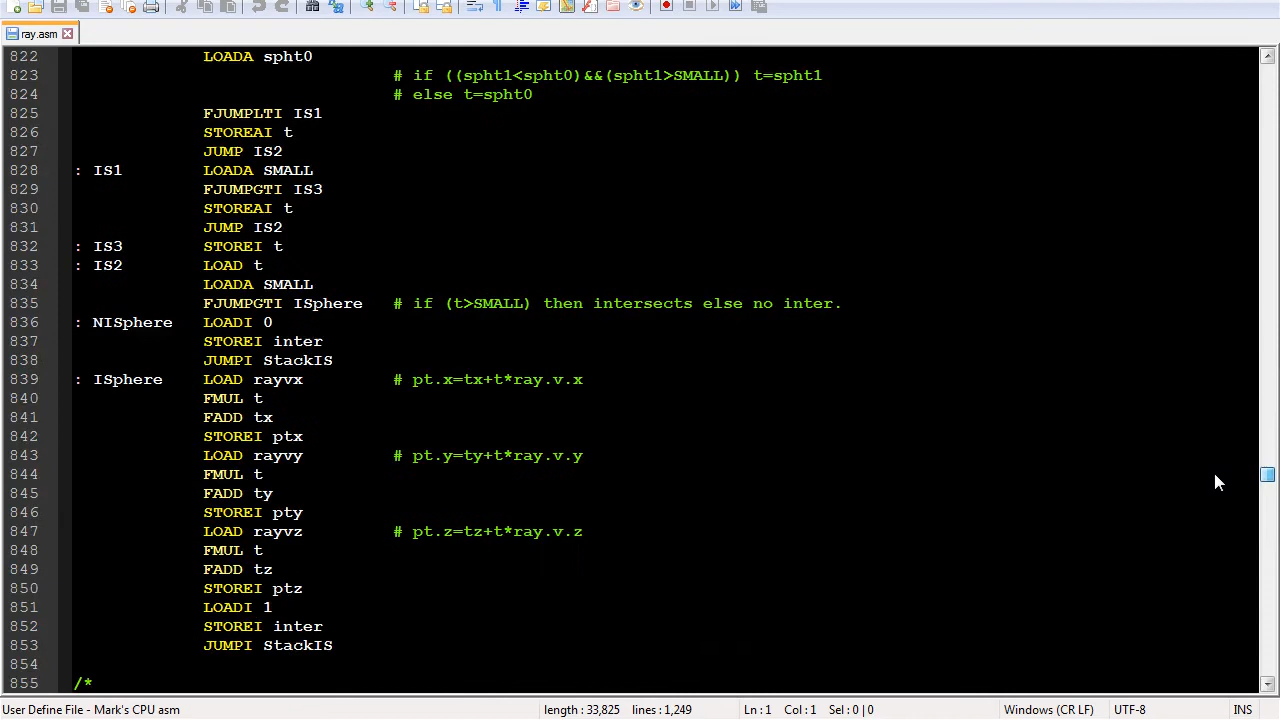 ray.asm
822 LOADA spht0
823 # if ((spht1<spht0)&&(spht1>SMALL)) t=spht1
824 # else t=spht0
825 FJUMPLTI IS1
826 STOREAI t
827 JUMP IS2
828 : IS1 LOADA SMALL
829 FJUMPGTI IS3
830 STOREAI t
831 JUMP IS2
832 : IS3 STOREI t
833 : IS2 LOAD t
834 LOADA SMALL
835 FJUMPGTI ISphere # if (t>SMALL) then intersects else no inter.
836 : NISphere LOADI 0
837 STOREI inter
838 JUMPI StackIS
839 : ISphere LOAD rayvx # pt.x=tx+t*ray.v.x
840 FMUL t
841 FADD tx
842 STOREI ptx
843 LOAD rayvy # pt.y=ty+t*ray.v.y
844 FMUL t
845 FADD ty
846 STOREI pty
847 LOAD rayvz # pt.z=tz+t*ray.v.z
848 FMUL t
849 FADD tz
850 STOREI ptz
851 LOADI 1
852 STOREI inter
853 JUMPI StackIS
854
855 /*
User Define File - Mark's CPU asm length : 33,825 lines : 1,249 Ln : 1 Col : 1 Sel : 0 | 0 Windows (CR LF) UTF-8 INS